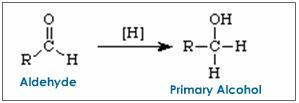 O
C
R H
Aldehyde
[H]
OH
R-C-H
H
Primary Alcohol